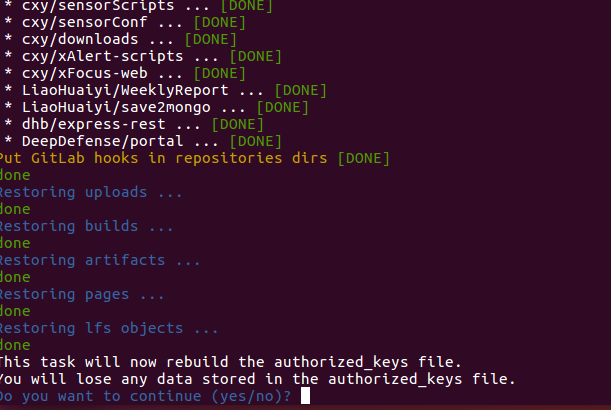 * cxy/sensorScripts ... [DONE]
* cxy/sensorConf ... [DONE]
* cxy/downloads ... [DONE]
* cxy/xAlert-scripts ... [DONE]
* cxy/xFocus-web ... [DONE]
* LiaoHuaiyi/WeeklyReport ... [DONE]
* LiaoHuaiyi/save2mongo ... [DONE]
* dhb/express-rest ... [DONE]
* DeepDefense/portal ... [DONE]
Put GitLab hooks in repositories dirs [DONE]
done
Restoring uploads ...
done
Restoring builds ...
done
Restoring artifacts ...
done
Restoring pages ...
done
Restoring lfs objects ...
done
This task will now rebuild the authorized_keys file.
You will lose any data stored in the authorized_keys file.
Do you want to continue (yes/no)?